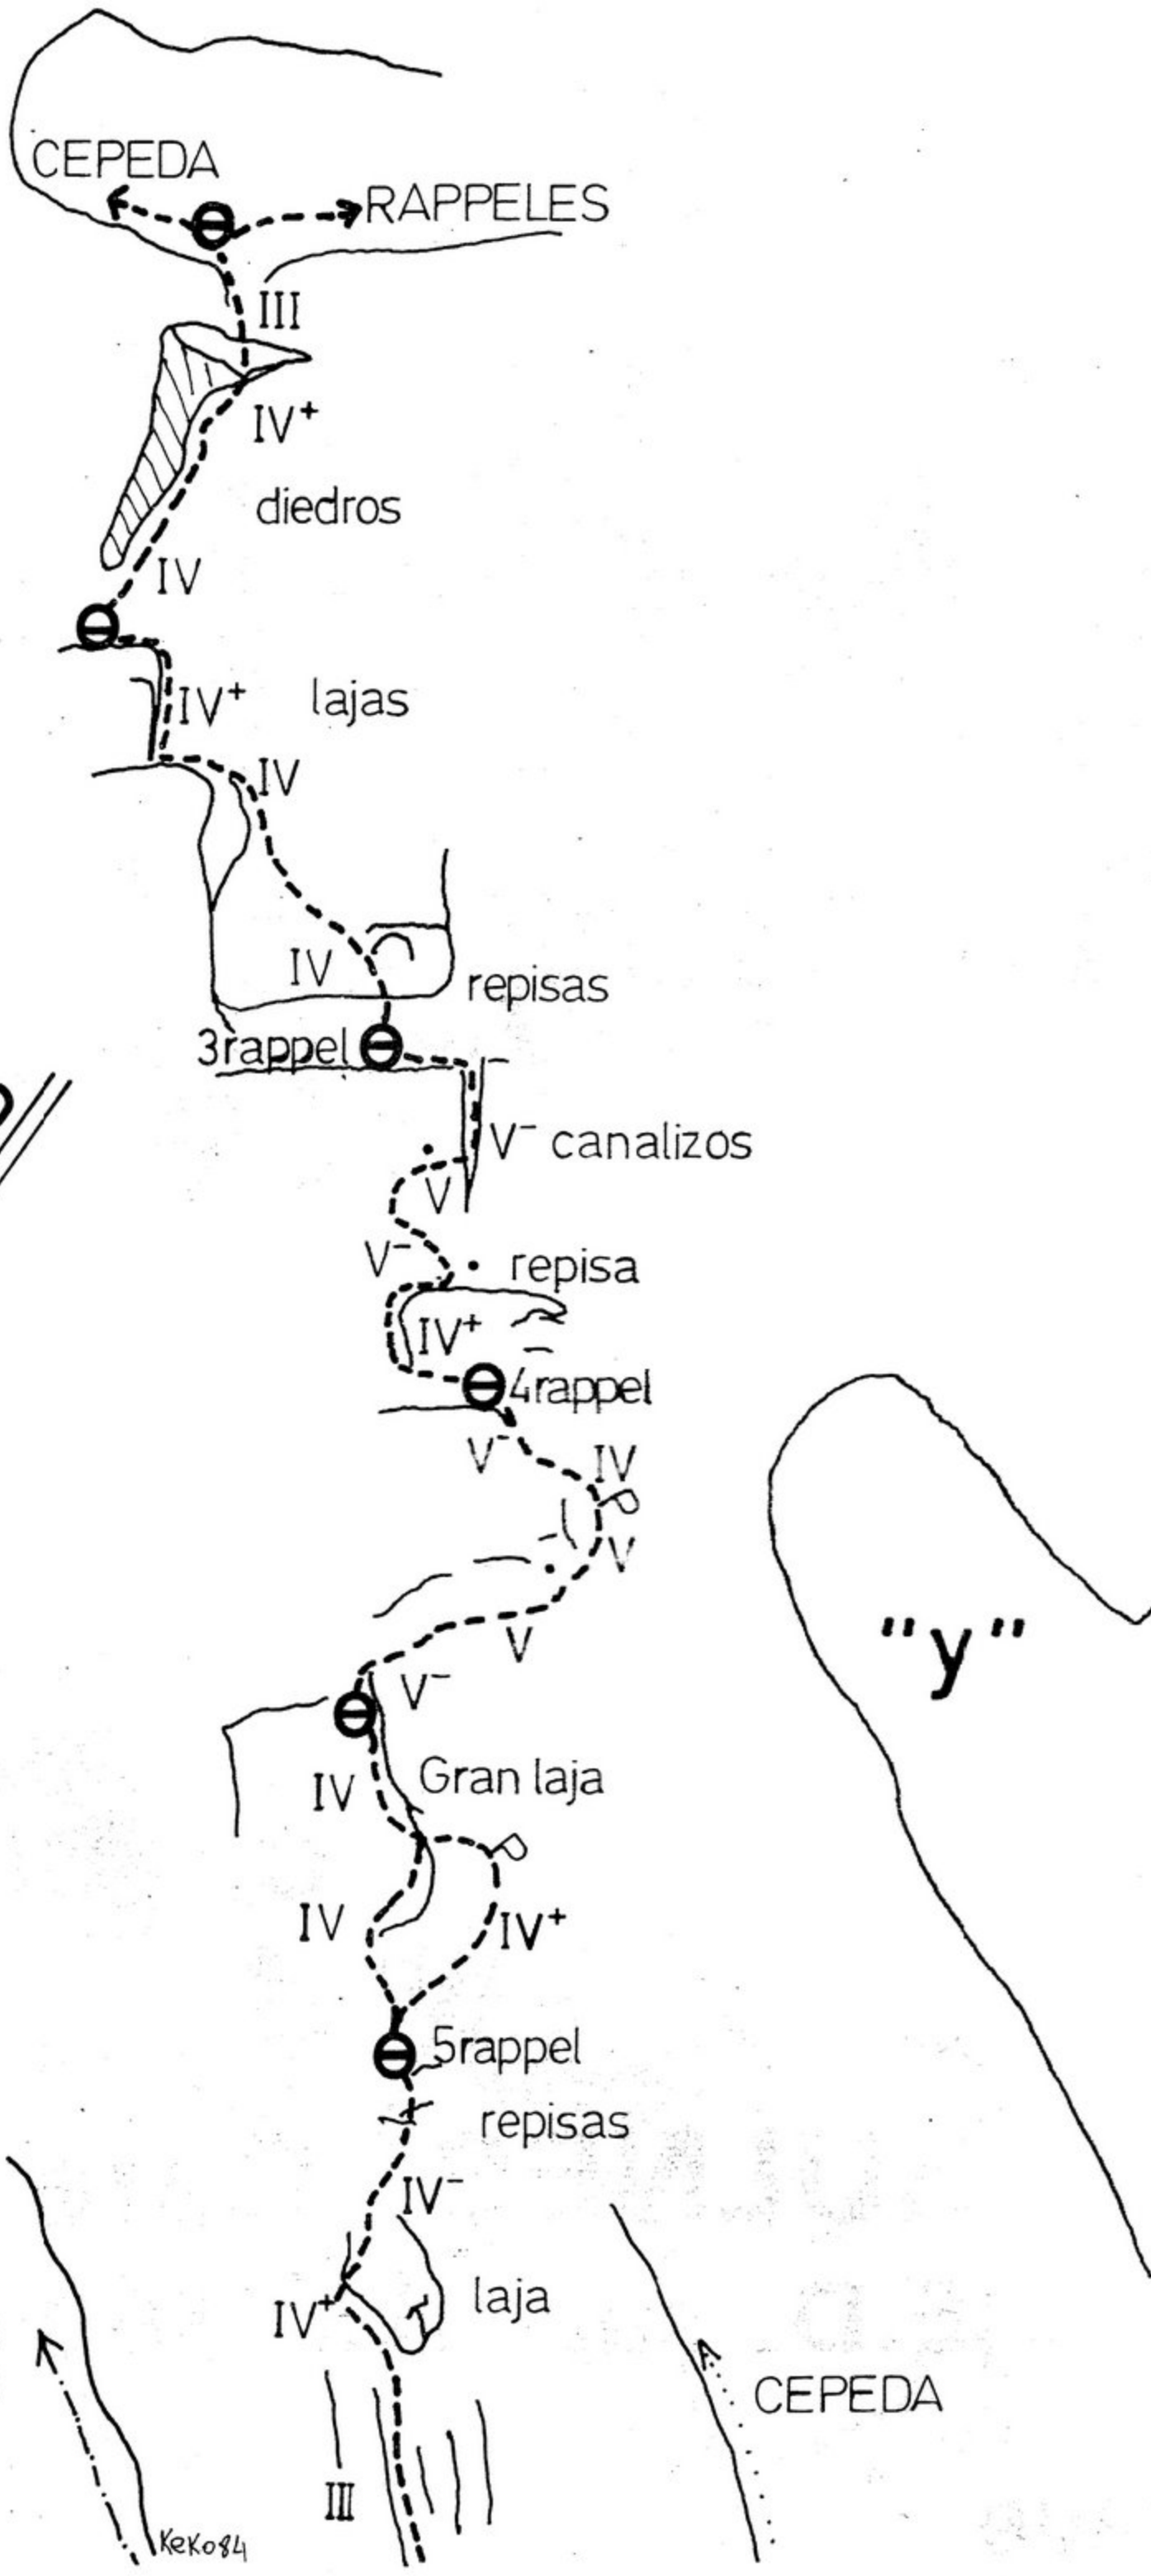 CEPEDA
RAPPELES
III
IV+
diedros
IV
IV+ lajas
IV
IV
repisas
3rappel
V- canalizos
V
V-
repisa
IV+
4rappel
V-
IV
V
"y"
V
V-
Gran laja
IV
IV
IV+
5rappel
repisas
IV-
laja
IV+
CEPEDA
III
KeKo84